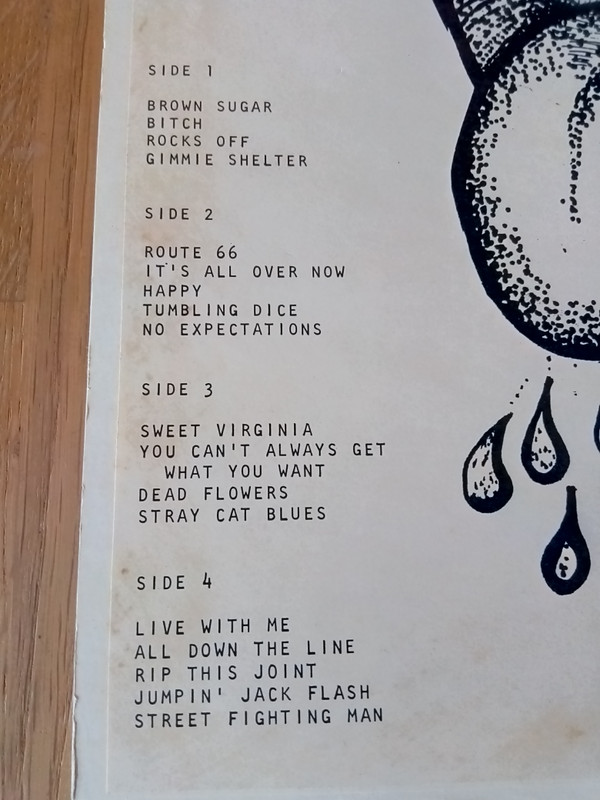 SIDE 1
BROWN SUGAR
BITCH
ROCKS OFF
GIMMIE SHELTER
SIDE 2
ROUTE 66
IT'S ALL OVER NOW
HAPPY
TUMBLING DICE
NO EXPECTATIONS
SIDE 3
SWEET VIRGINIA
YOU CAN'T ALWAYS GET
WHAT YOU WANT
DEAD FLOWERS
STRAY CAT BLUES
SIDE 4
LIVE WITH ME
ALL DOWN THE LINE
RIP THIS JOINT
JUMPIN' JACK FLASH
STREET FIGHTING MAN